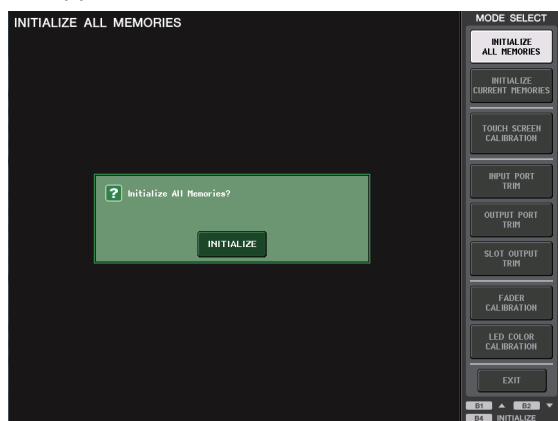 INITIALIZE ALL MEMORIES
? Initialize All Memories?
INITIALIZE
MODE SELECT
INITIALIZE
ALL MEMORIES
INITIALIZE
CURRENT MEMORIES
TOUCH SCREEN
CALIBRATION
INPUT PORT
TRIM
OUTPUT PORT
TRIM
SLOT OUTPUT
TRIM
FADER
CALIBRATION
LED COLOR
CALIBRATION
EXIT
B1 ▲ B2 ▼
B4 INITIALIZE